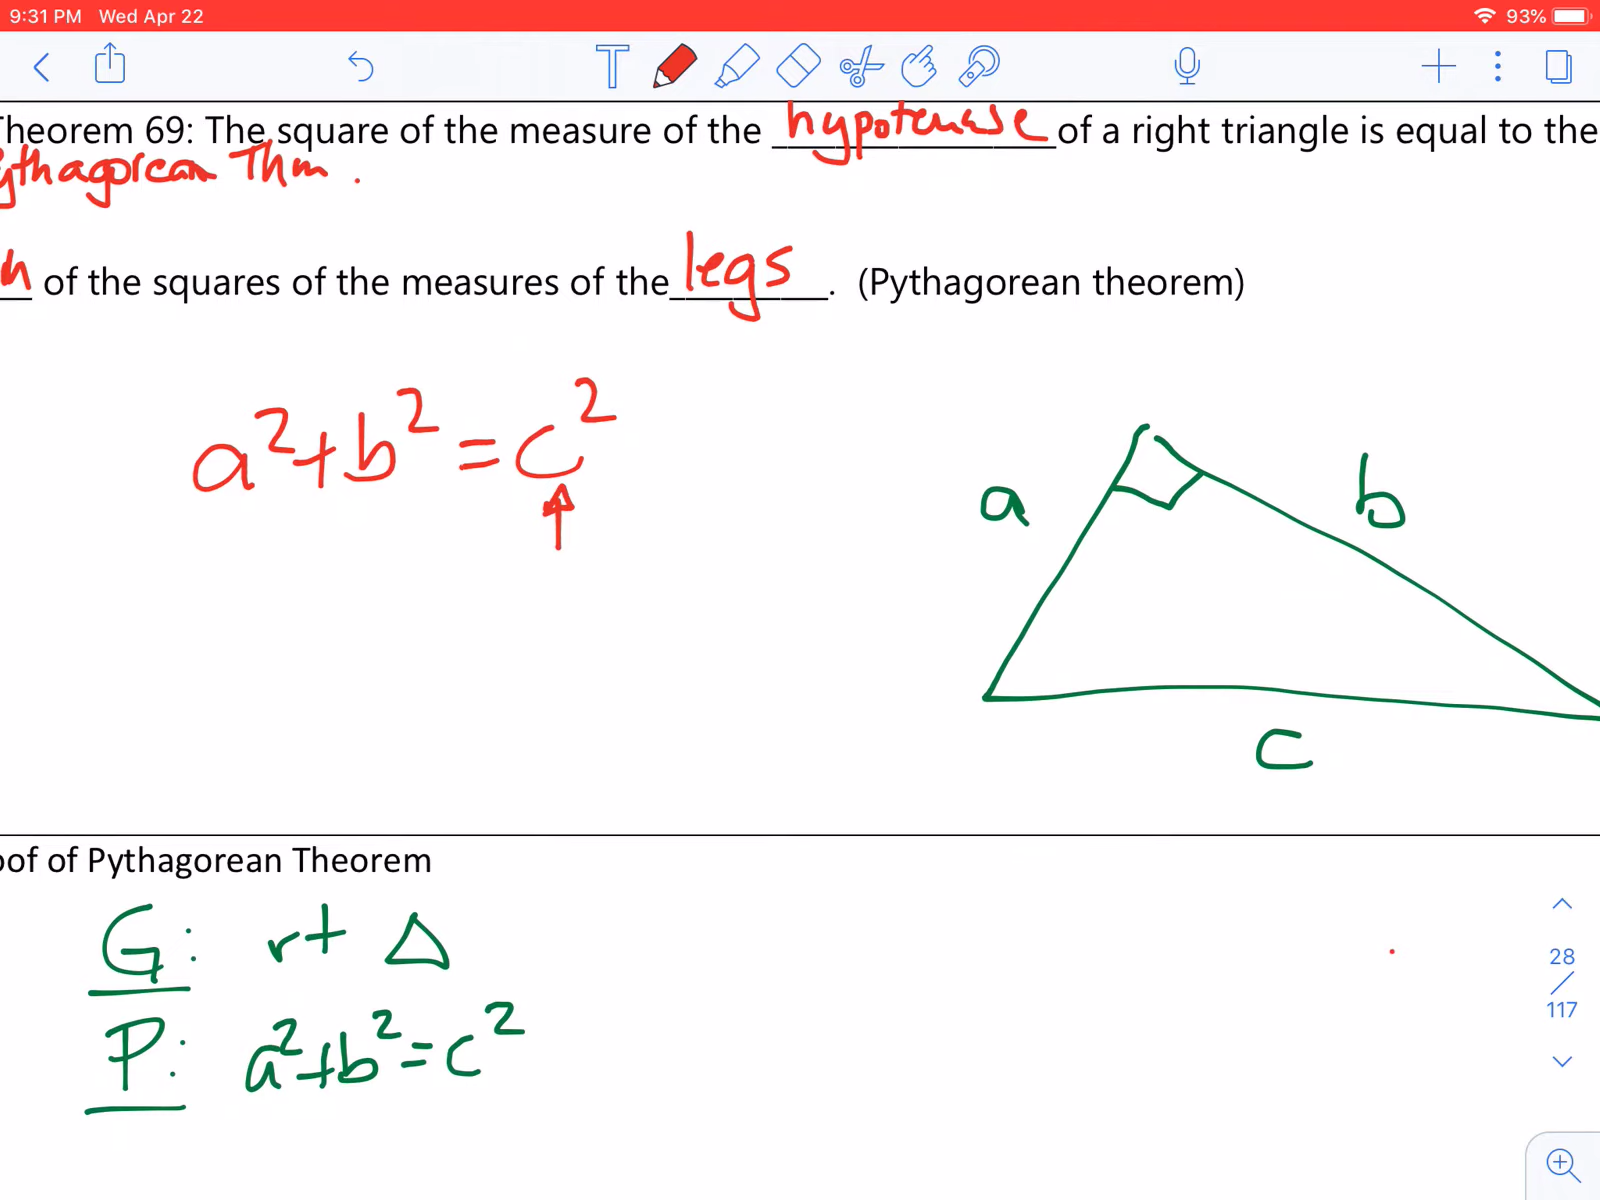 9:31 PM Wed Apr 22 93%
Theorem 69: The square of the measure of the hypotenuse of a right triangle is equal to the
ythagorean Thm.
m of the squares of the measures of the legs. (Pythagorean theorem)
a²+b²=c²
a
b
c
oof of Pythagorean Theorem
G: rt △
P: a²+b²=c²
28
/
117